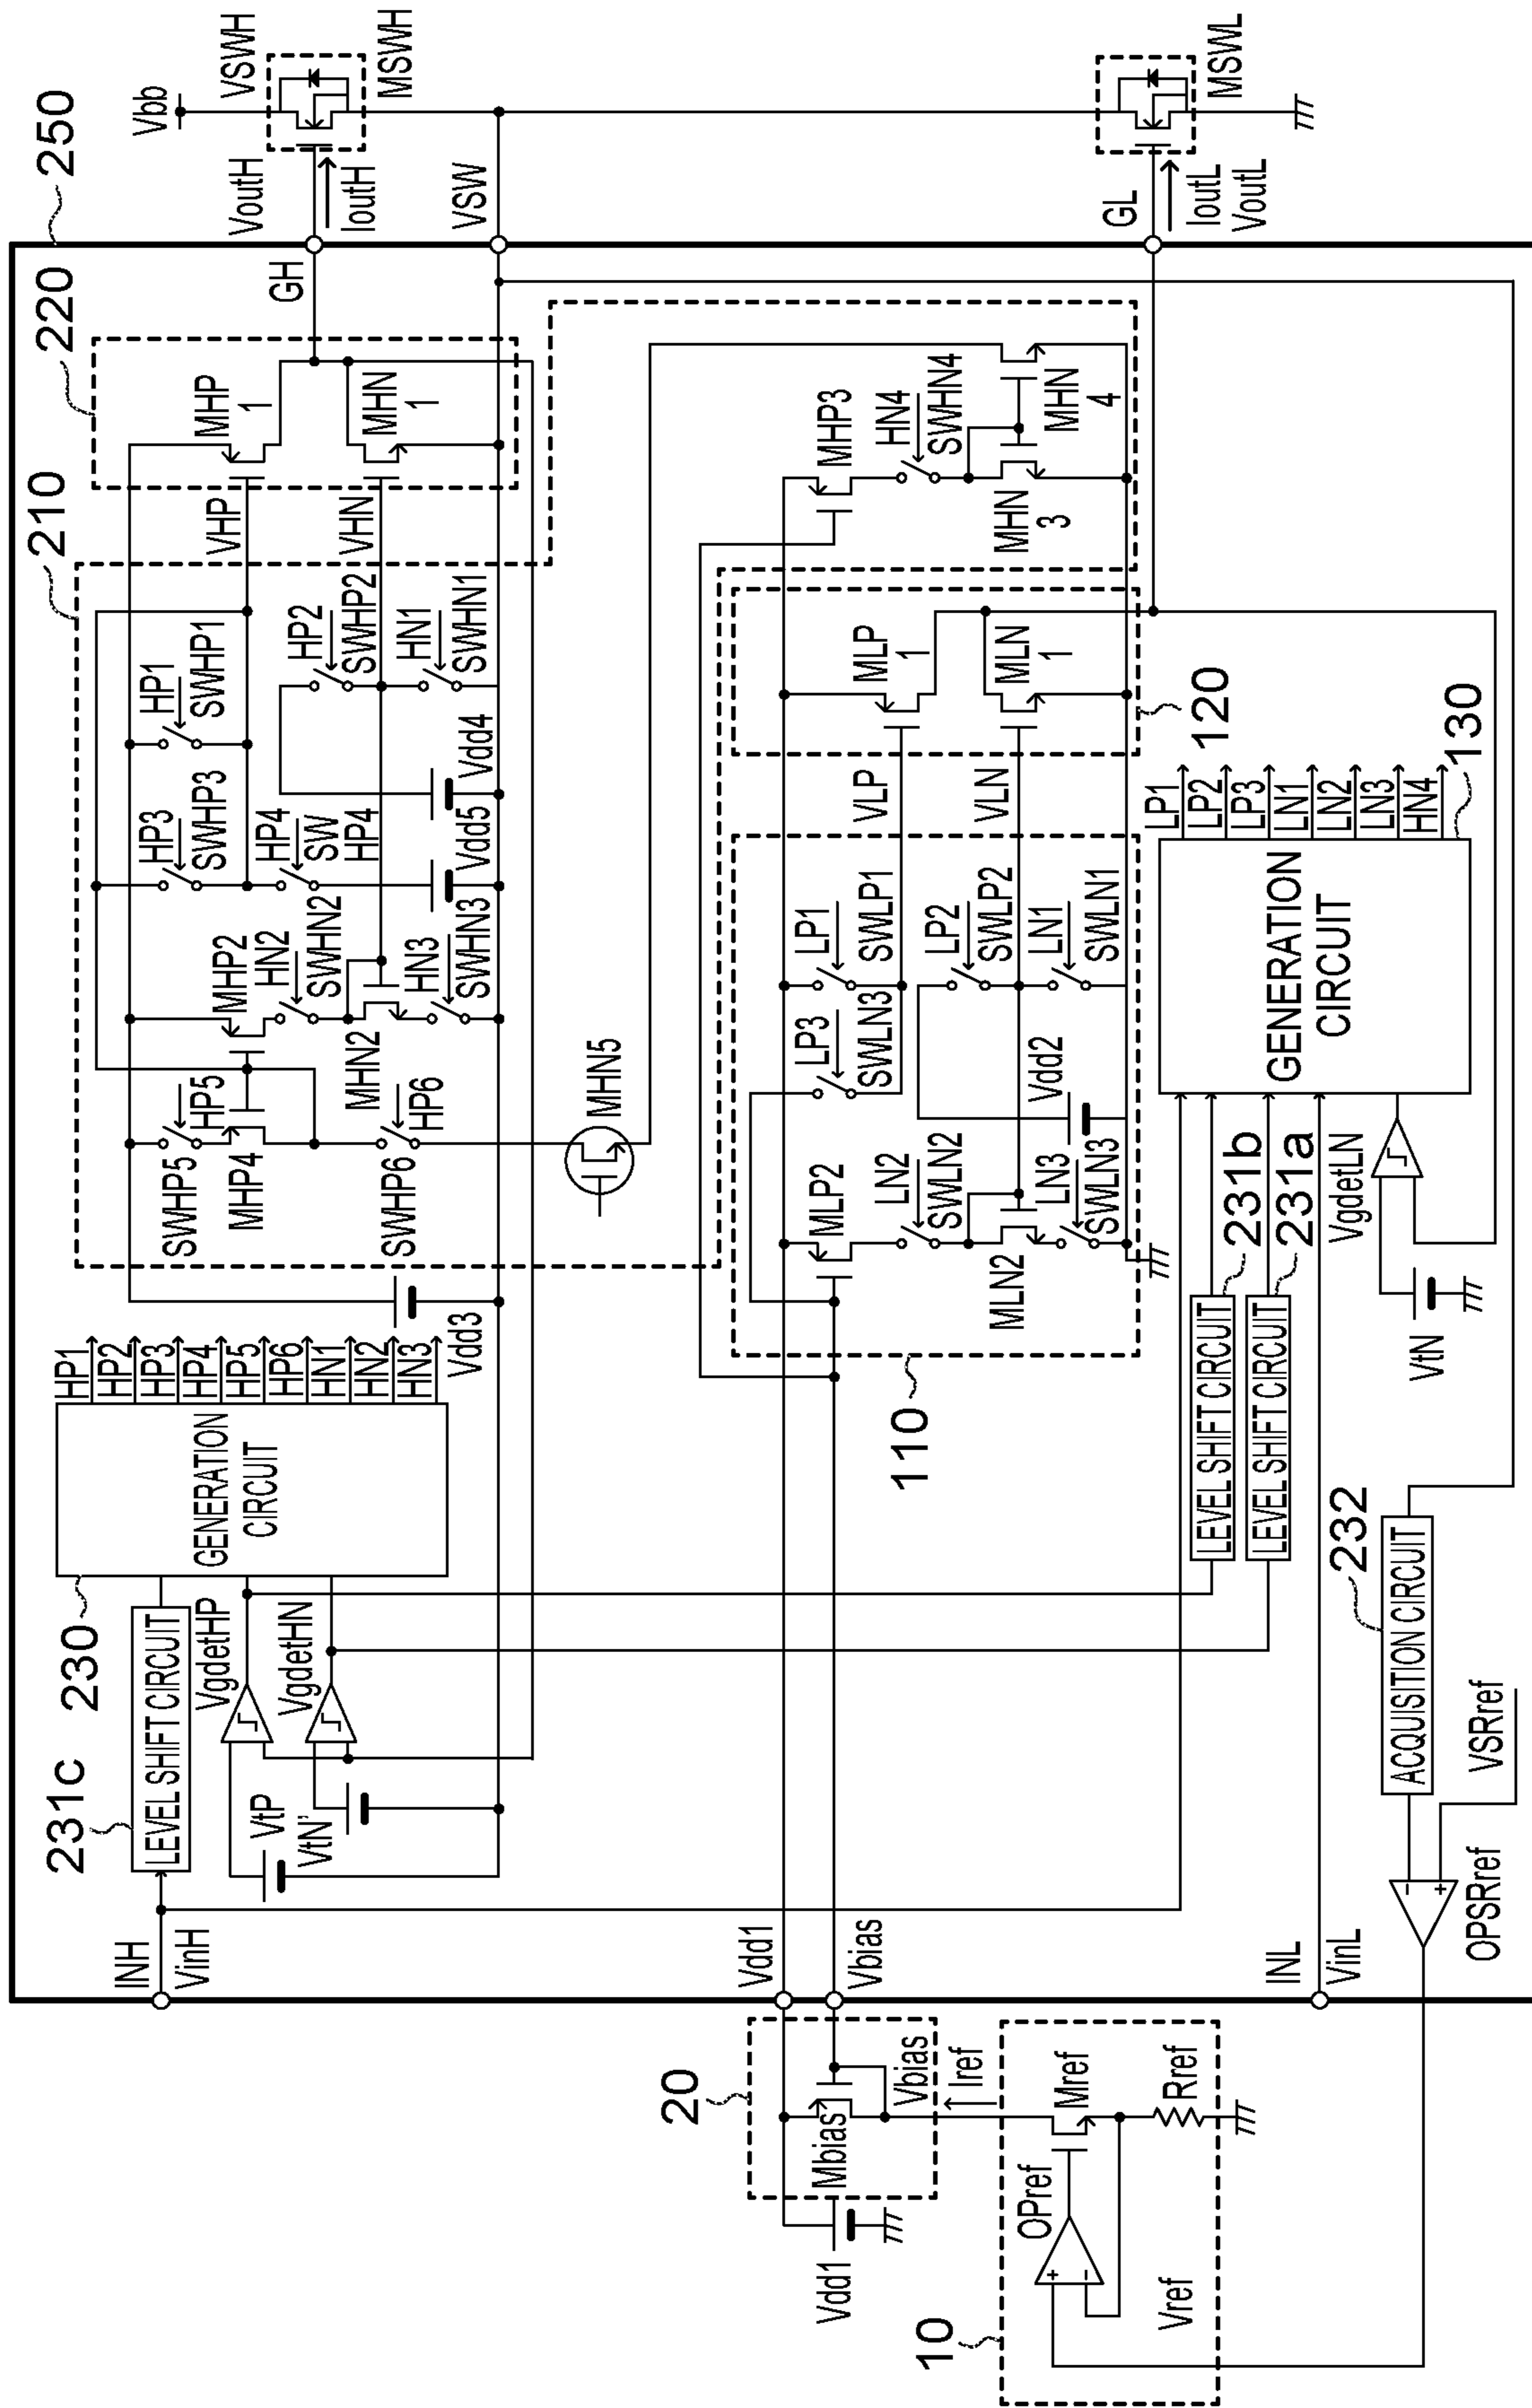 250
Vbb
VSWH
MSWH
VoutH
IoutH
VSW
GL
IoutL
VoutL
MSWL
220
GH
MHP
1
MHN
1
210
VHP
VHN
HP1
SWHP1
HP2
SWHP2
HN1
SWHN1
HP3
SWHP3
HP4
SW
HP4
Vdd4
Vdd5
MHP2
HN2
SWHN2
MHN2
HN3
SWHN3
SWHP5
HP5
MHP4
HP6
SWHP6
MHN5
MHP3
HN4
SWHN4
MHN
3
MHN
4
MLP
1
MLN
1
120
VLP
VLN
LP1
SWLP1
LP2
SWLP2
LN1
SWLN1
LP3
SWLN3
Vdd2
MLP2
LN2
SWLN2
MLN2
LN3
SWLN3
110
LP1
LP2
LP3
LN1
LN2
LN3
HN4
130
GENERATION
CIRCUIT
231b
231a
LEVEL SHIFT CIRCUIT
LEVEL SHIFT CIRCUIT
VgdetLN
VtN
HP1
HP2
HP3
HP4
HP5
HP6
HN1
HN2
HN3
Vdd3
GENERATION
CIRCUIT
230
231c
LEVEL SHIFT CIRCUIT
VgdetHP
VgdetHN
VtP
VtN'
INH
VinH
Vdd1
Vbias
INL
VinL
232
ACQUISITION CIRCUIT
VSRref
-
+
OPSRref
20
Mbias
Vbias
Iref
Vdd1
10
OPref
+
-
Mref
Rref
Vref